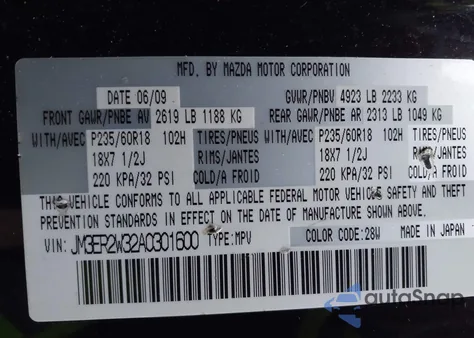 MFD. BY MAZDA MOTOR CORPORATION
DATE 06/09 GVWR/PNBV 4923 LB 2233 KG
FRONT GAWR/PNBE AV 2619 LB 1188 KG REAR GAWR/PNBE AR 2313 LB 1049 KG
WITH/AVEC P235/60R18 102H TIRES/PNEUS WITH/AVEC P235/60R18 102H TIRES/PNEUS
18X7 1/2J RIMS/JANTES 18X7 1/2J RIMS/JANTES
220 KPA/32 PSI COLD/A FROID 220 KPA/32 PSI COLD/A FROID
THIS VEHICLE CONFORMS TO ALL APPLICABLE FEDERAL MOTOR VEHICLE SAFETY AND THEFT
PREVENTION STANDARDS IN EFFECT ON THE DATE OF MANUFACTURE SHOWN ABOVE.
VIN: JM3ER2W32A0301600 TYPE: MPV COLOR CODE: 28W MADE IN JAPAN
autoSnap